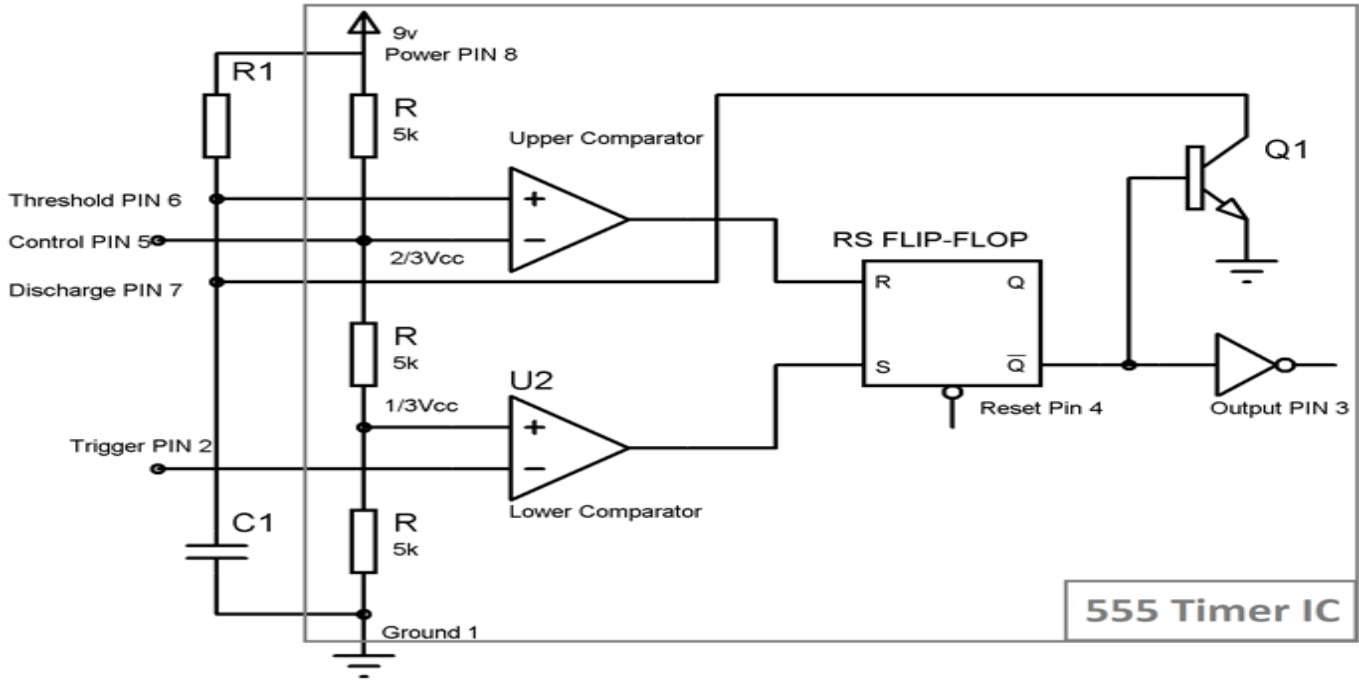 9v
Power PIN 8
R1
R
5k
Upper Comparator
Q1
Threshold PIN 6
+
Control PIN 5
−
2/3Vcc
RS FLIP-FLOP
Discharge PIN 7
R
Q
R
5k
U2
S
Q̅
1/3Vcc
Reset Pin 4
Output PIN 3
+
Trigger PIN 2
−
Lower Comparator
C1
R
5k
555 Timer IC
Ground 1